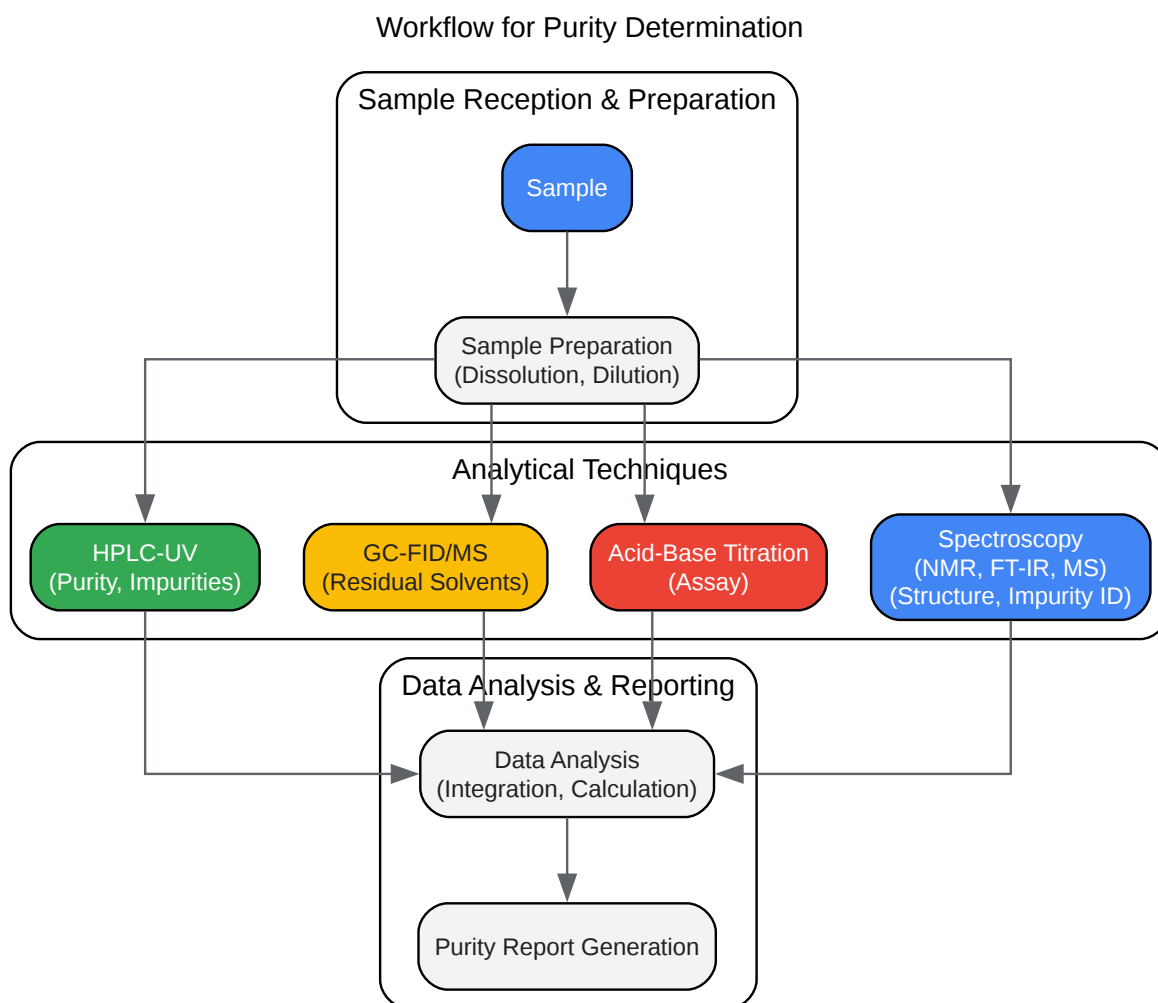 Workflow for Purity Determination
Sample Reception & Preparation
Sample
Sample Preparation
(Dissolution, Dilution)
Analytical Techniques
HPLC-UV
(Purity, Impurities)
GC-FID/MS
(Residual Solvents)
Acid-Base Titration
(Assay)
Spectroscopy
(NMR, FT-IR, MS)
(Structure, Impurity ID)
Data Analysis & Reporting
Data Analysis
(Integration, Calculation)
Purity Report Generation